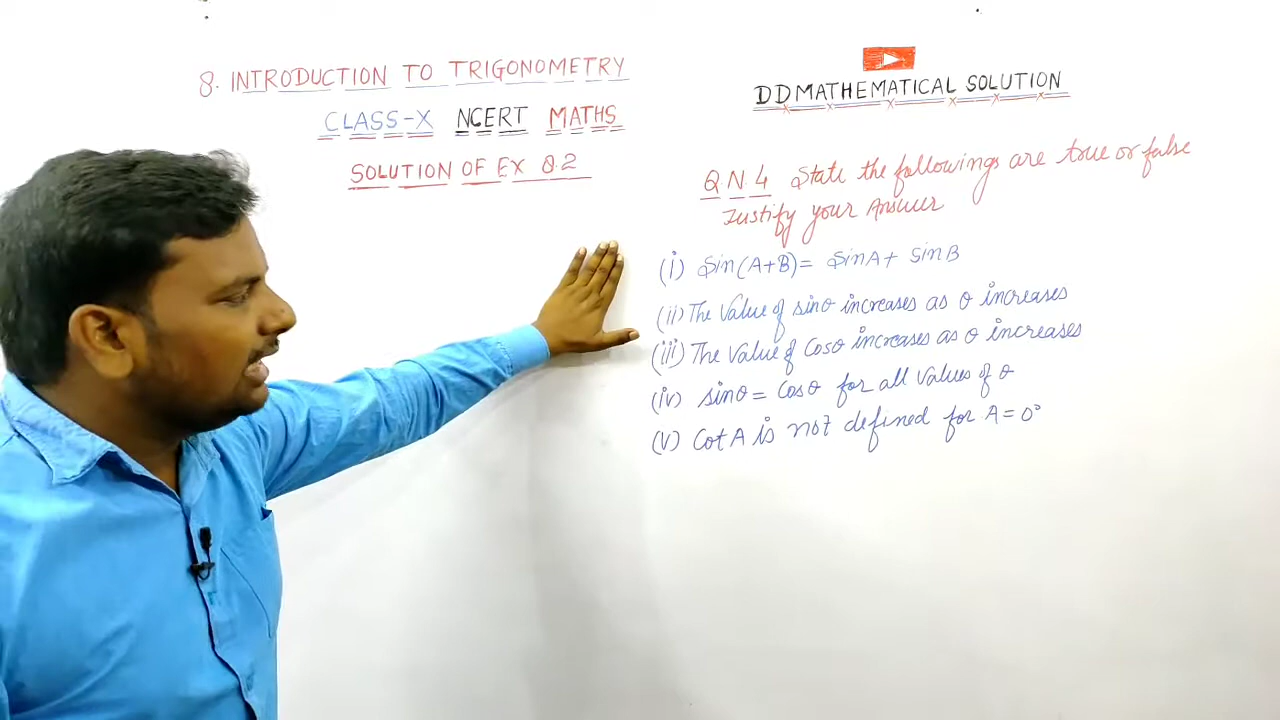 8. INTRODUCTION TO TRIGONOMETRY
CLASS-X NCERT MATHS
SOLUTION OF EX 8.2
DDMATHEMATICAL SOLUTION
Q.N.4 State the followings are true or false
Justify your Answer
(i) Sin(A+B)= SinA+ SinB
(ii) The Value of sinθ increases as θ increases
(iii) The Value of Cosθ increases as θ increases
(iv) sinθ = Cosθ for all values of θ
(v) Cot A is not defined for A=0°